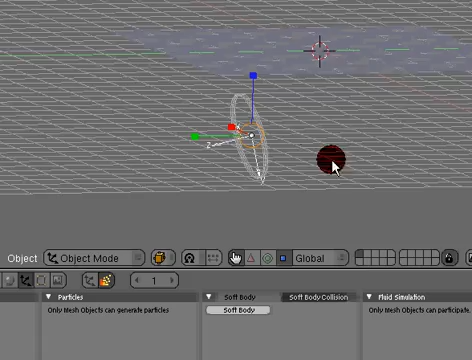 Z
Object
Object Mode
Global
1
Particles
Soft Body
Soft Body Collision
Fluid Simulation
Only Mesh Objects can generate particles
Soft Body
Only Mesh Objects can participate.